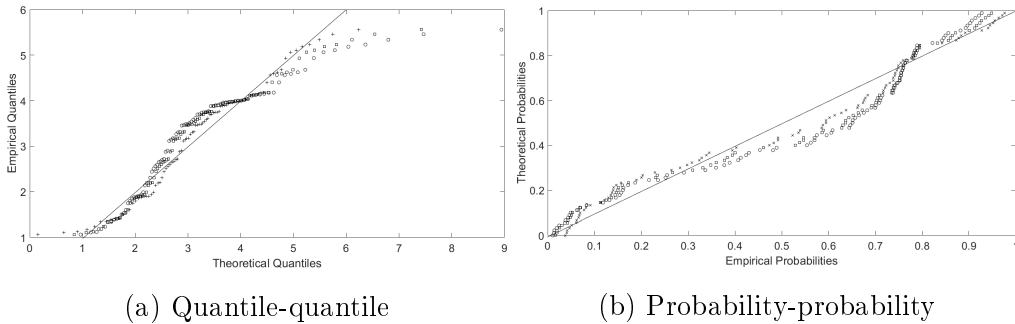 6
5
4
3
2
1
0 1 2 3 4 5 6 7 8 9
Empirical Quantiles
Theoretical Quantiles
(a) Quantile-quantile
1
0.8
0.6
0.4
0.2
0
0 0.1 0.2 0.3 0.4 0.5 0.6 0.7 0.8 0.9 1
Theoretical Probabilities
Empirical Probabilities
(b) Probability-probability